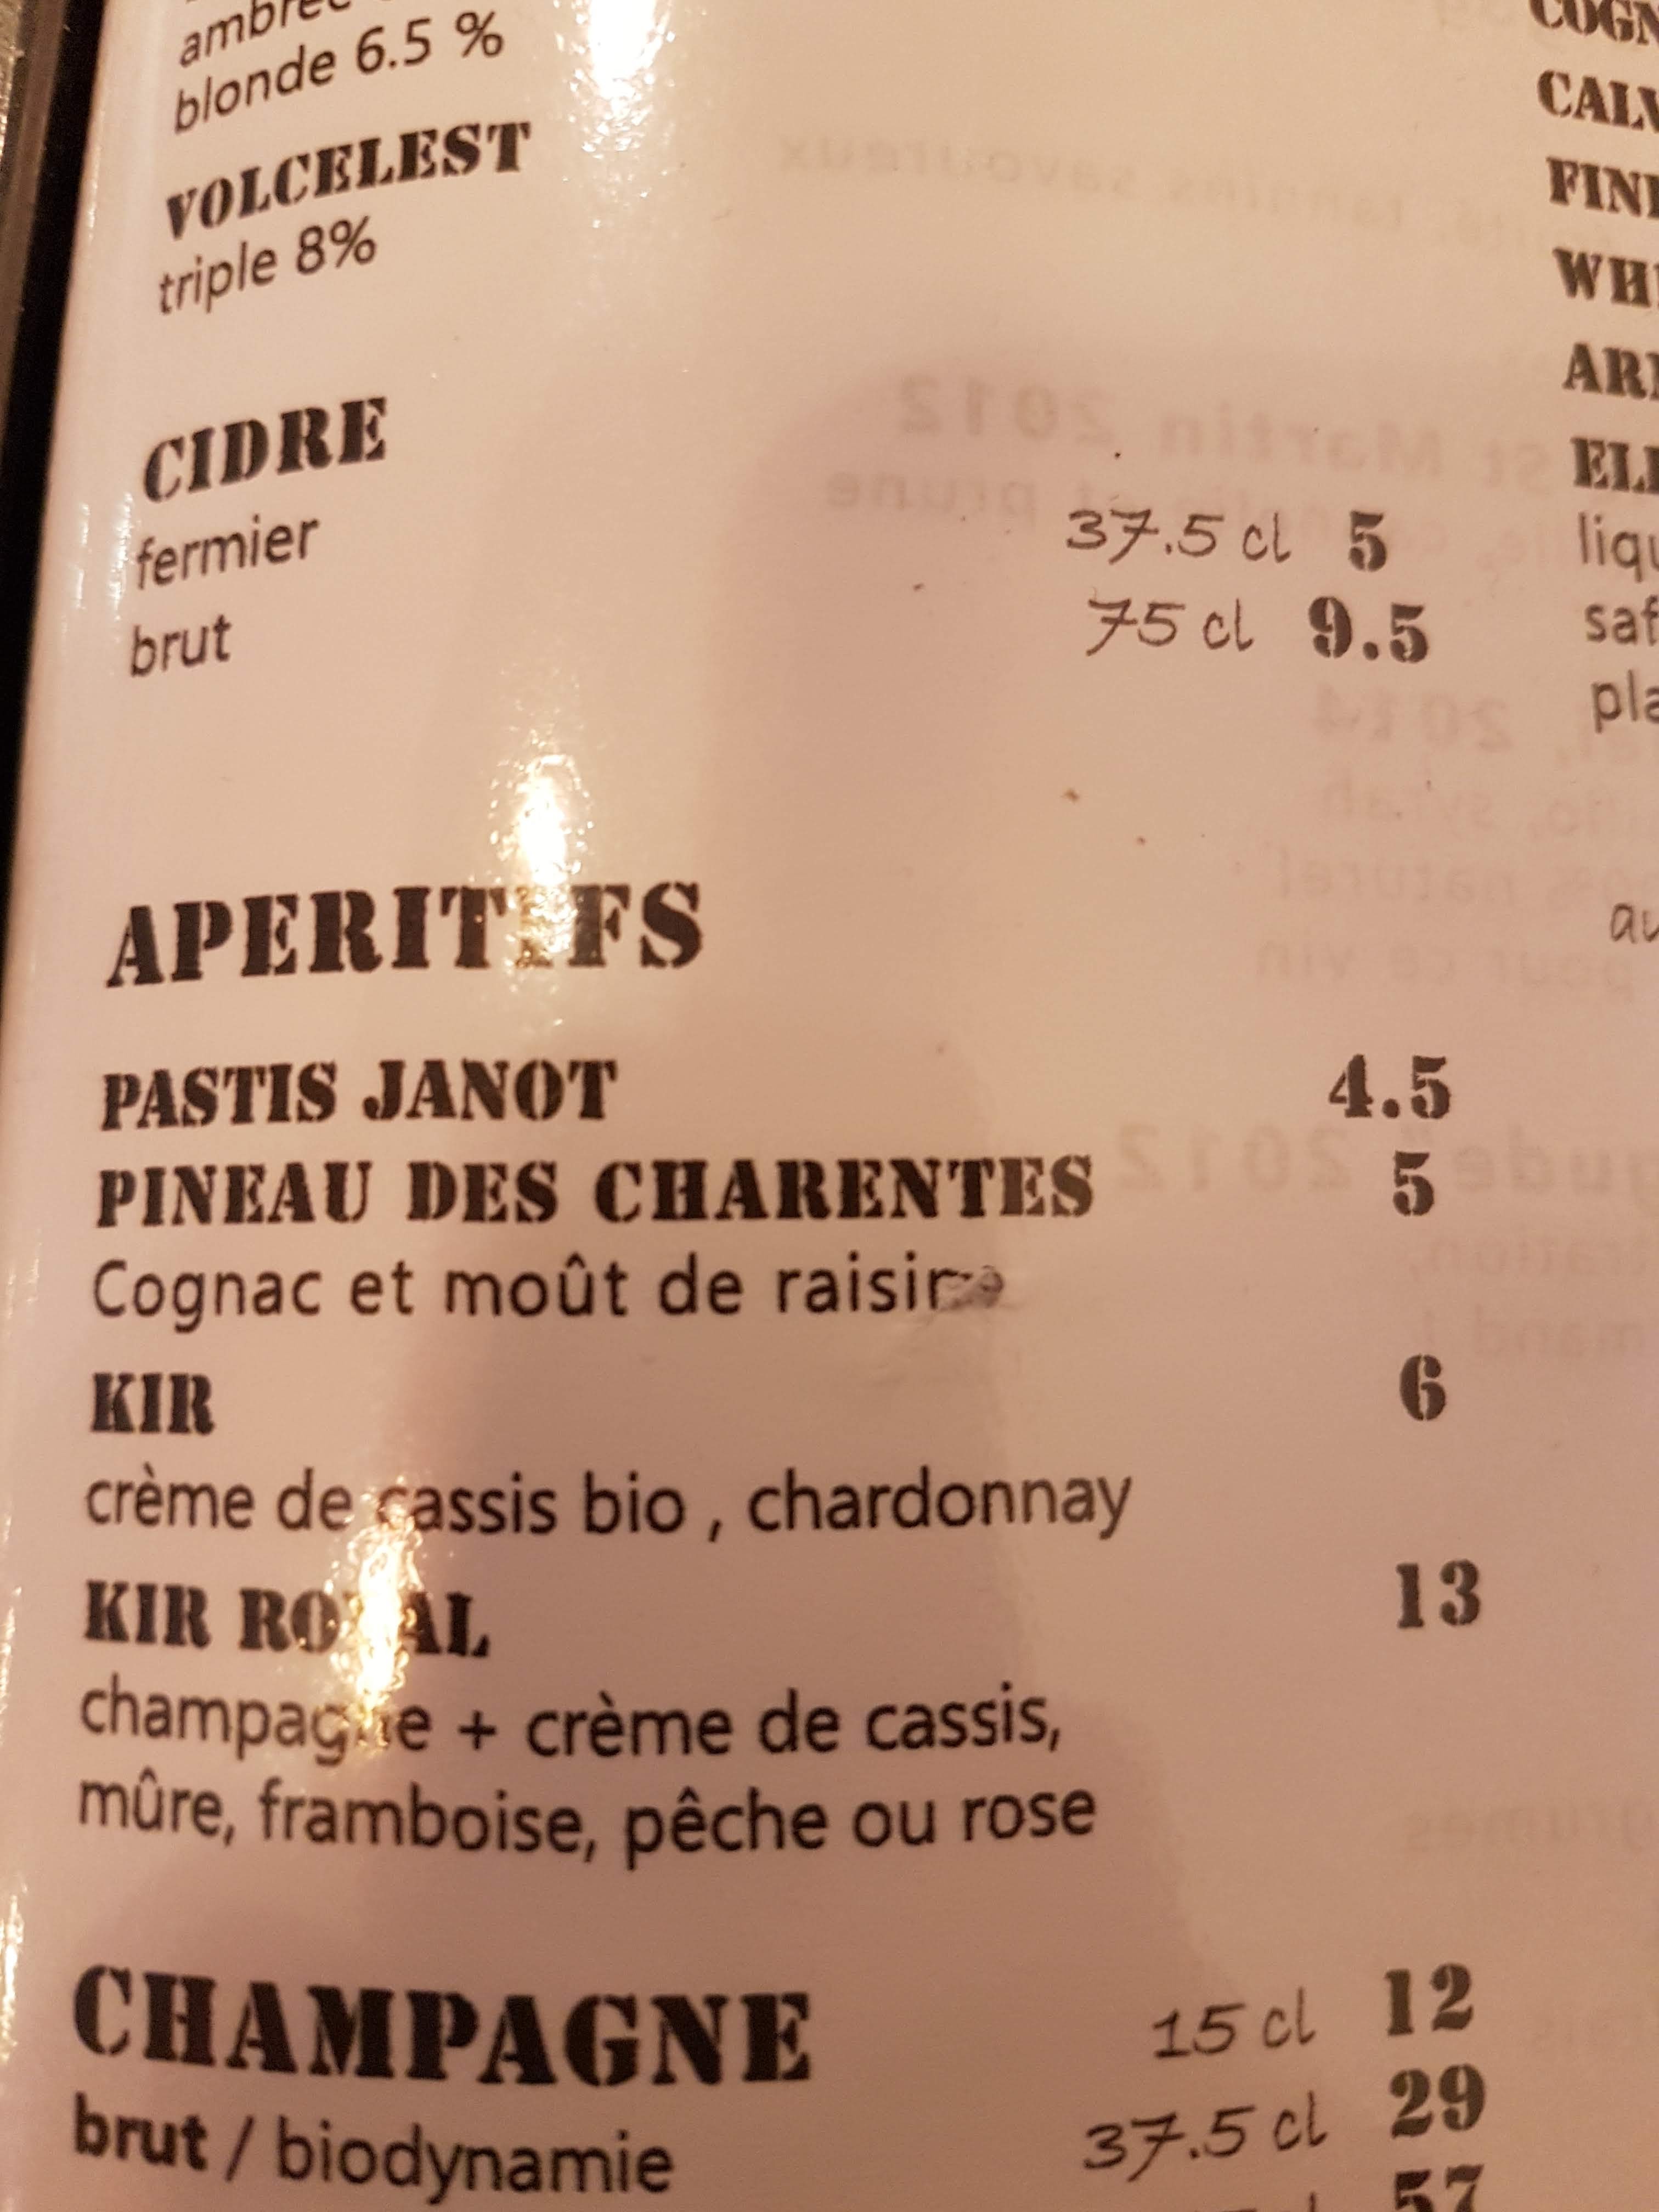 blonde 6.5 %
VOLCELEST
triple 8%
CIDRE
fermier 37.5 cl 5
brut 75 cl 9.5
APERITIFS
PASTIS JANOT 4.5
PINEAU DES CHARENTES 5
Cognac et moût de raisin
KIR 6
crème de cassis bio , chardonnay
KIR ROYAL 13
champagne + crème de cassis,
mûre, framboise, pêche ou rose
CHAMPAGNE 15 cl 12
brut / biodynamie 37.5 cl 29
57